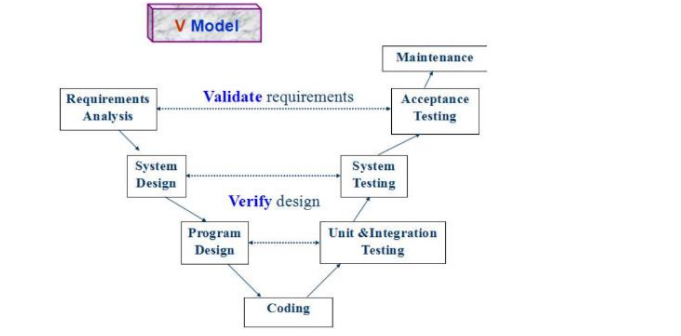 V Model
Maintenance
Requirements
Analysis
Validate requirements
Acceptance
Testing
System
Design
System
Testing
Verify design
Program
Design
Unit &Integration
Testing
Coding